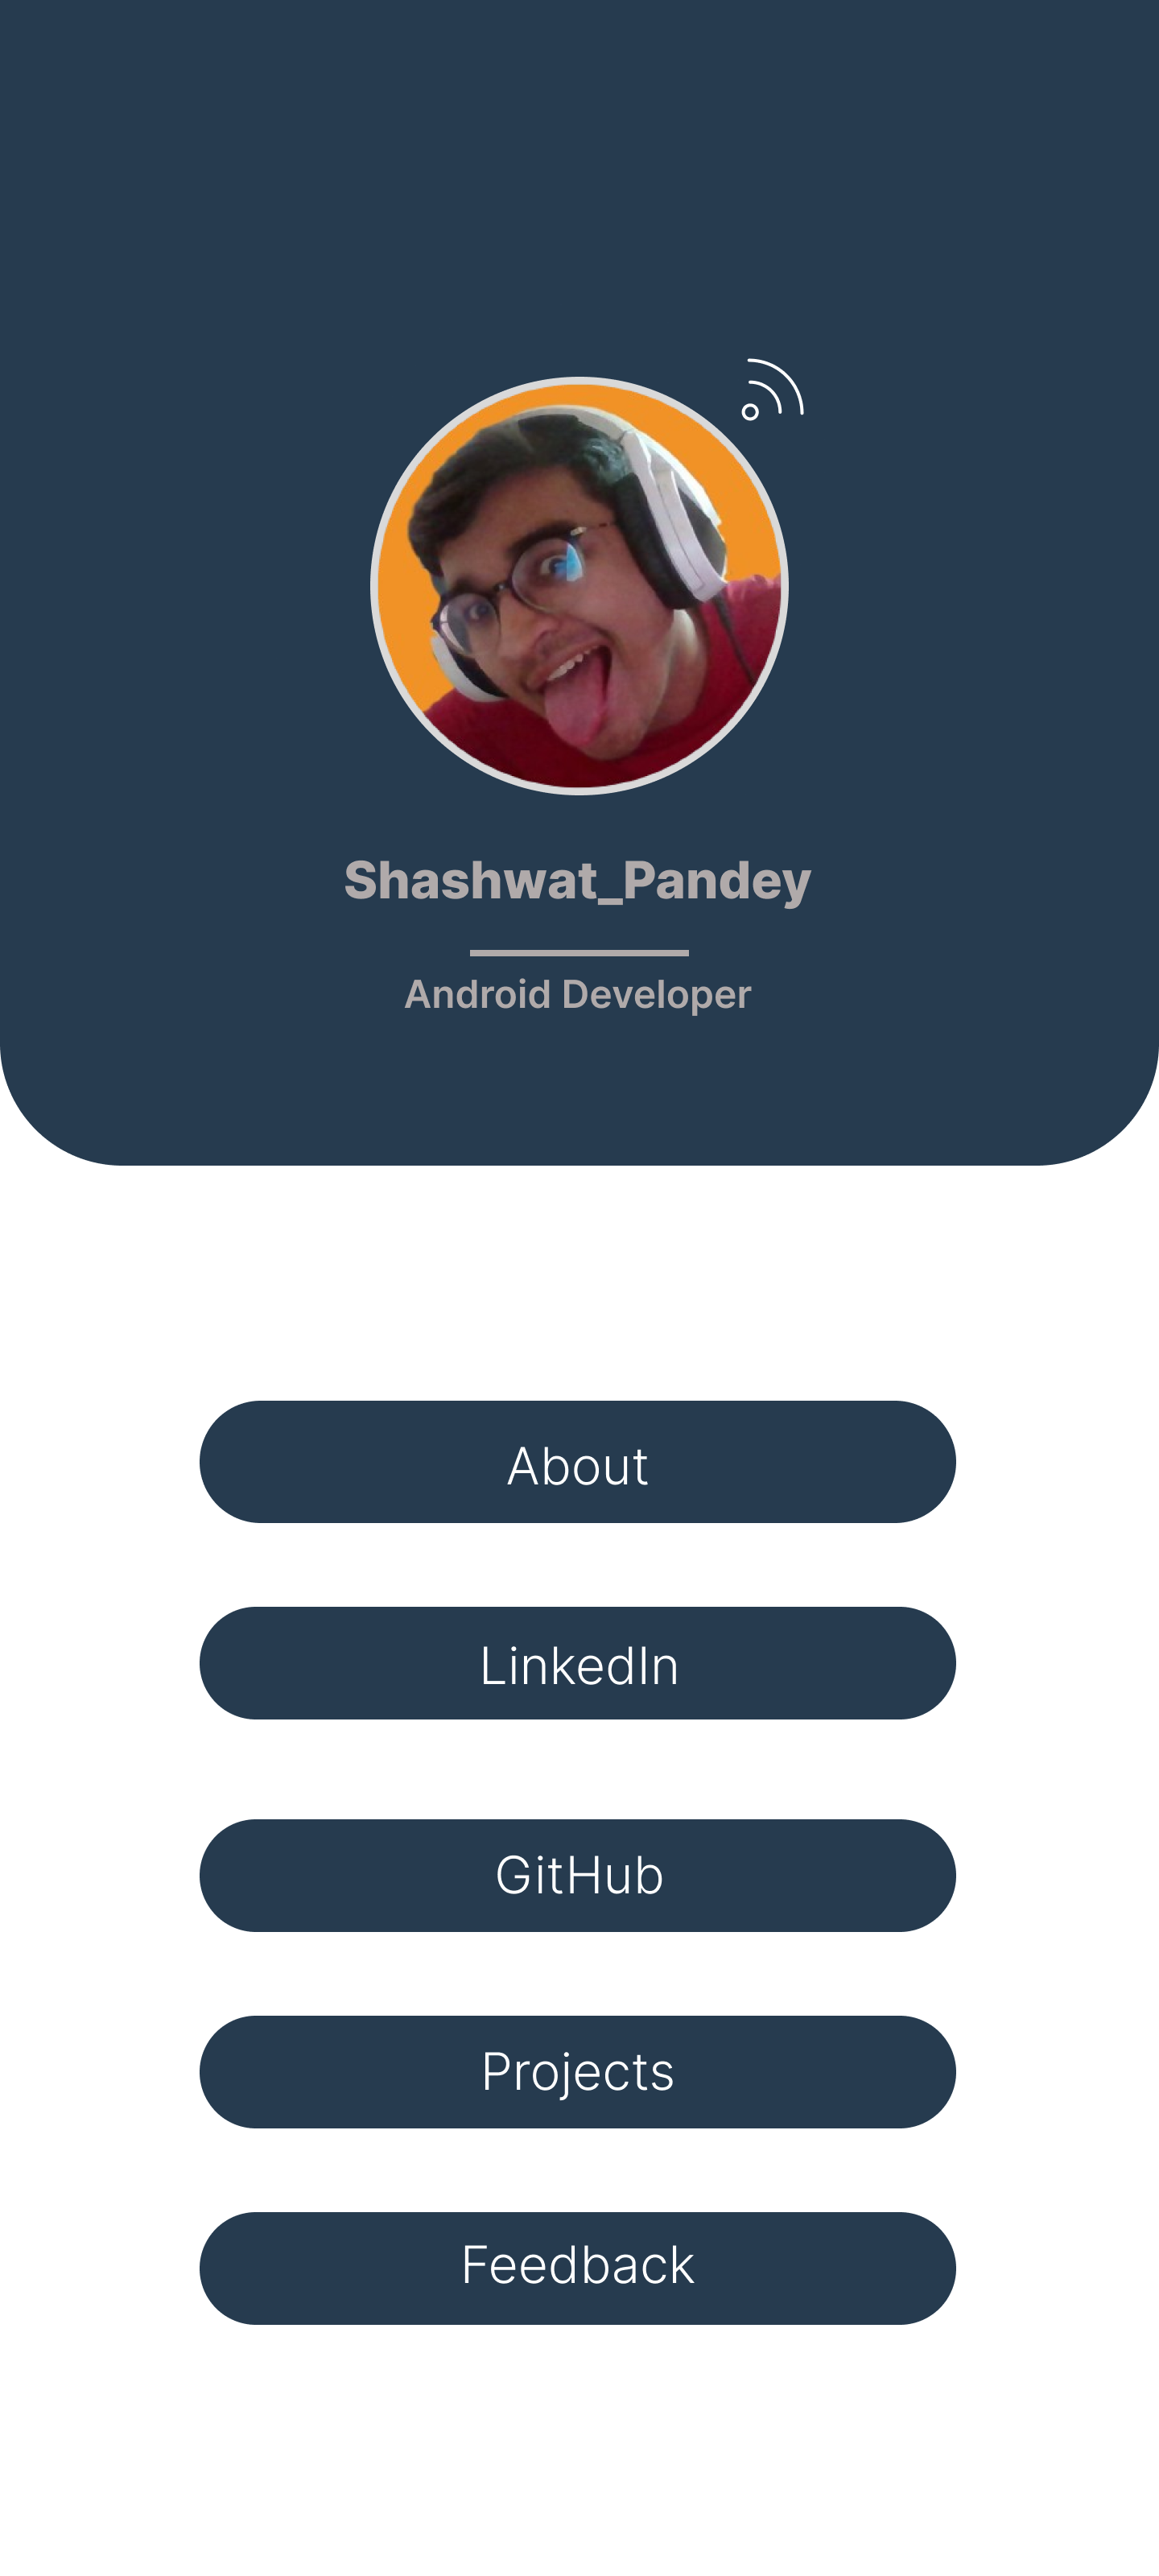 Shashwat_Pandey
Android Developer
About
LinkedIn
GitHub
Projects
Feedback